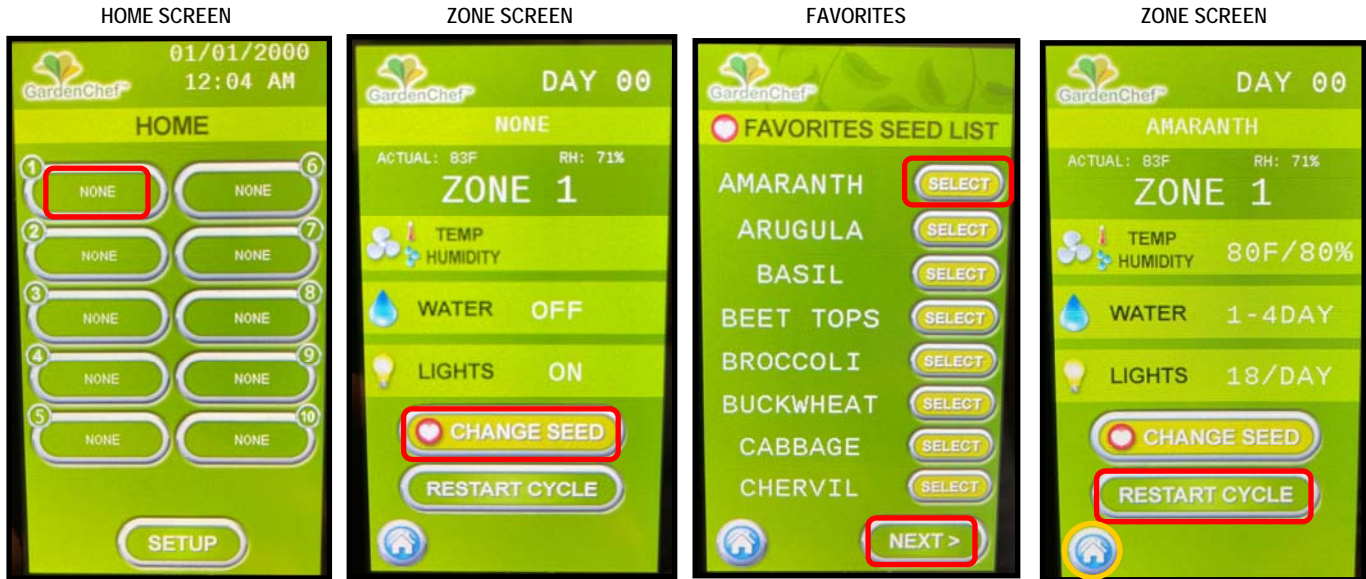 HOME SCREEN
GardenChef™
01/01/2000
12:04 AM
HOME
1 NONE
6 NONE
2 NONE
7 NONE
3 NONE
8 NONE
4 NONE
9 NONE
5 NONE
10 NONE
SETUP
ZONE SCREEN
GardenChef™
DAY 00
NONE
ACTUAL: 83F RH: 71%
ZONE 1
TEMP
HUMIDITY
WATER OFF
LIGHTS ON
CHANGE SEED
RESTART CYCLE
FAVORITES
GardenChef™
FAVORITES SEED LIST
AMARANTH SELECT
ARUGULA SELECT
BASIL SELECT
BEET TOPS SELECT
BROCCOLI SELECT
BUCKWHEAT SELECT
CABBAGE SELECT
CHERVIL SELECT
NEXT >
ZONE SCREEN
GardenChef™
DAY 00
AMARANTH
ACTUAL: 83F RH: 71%
ZONE 1
TEMP
HUMIDITY
80F/80%
WATER 1-4DAY
LIGHTS 18/DAY
CHANGE SEED
RESTART CYCLE